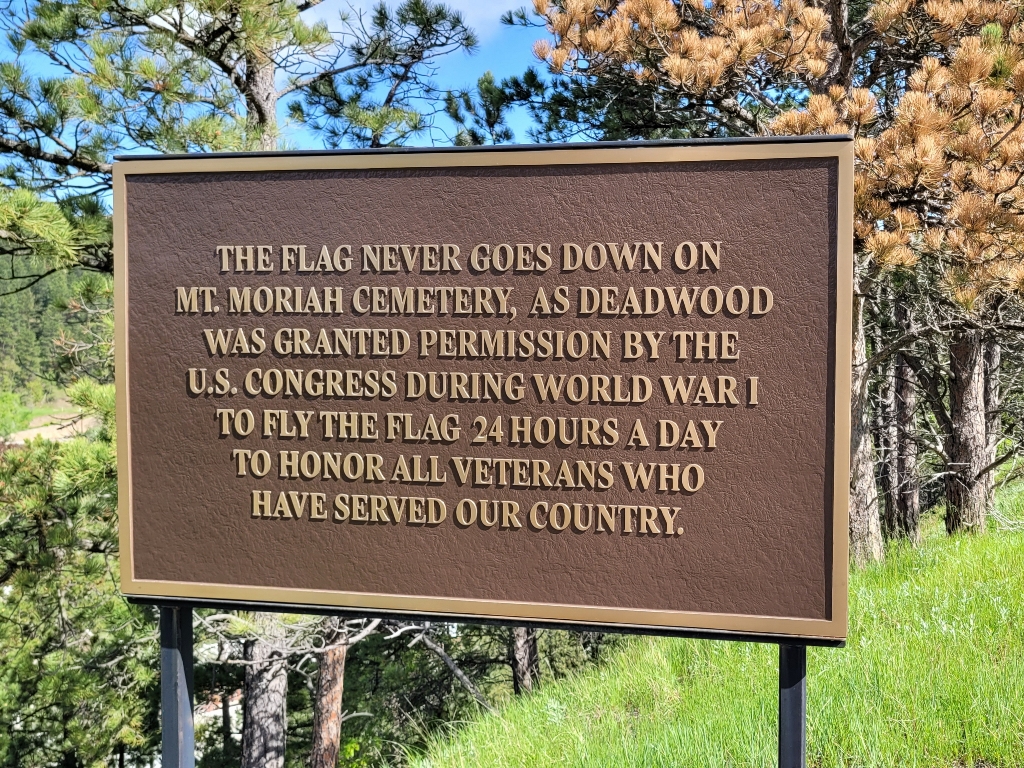 THE FLAG NEVER GOES DOWN ON
MT. MORIAH CEMETERY, AS DEADWOOD
WAS GRANTED PERMISSION BY THE
U.S. CONGRESS DURING WORLD WAR I
TO FLY THE FLAG 24 HOURS A DAY
TO HONOR ALL VETERANS WHO
HAVE SERVED OUR COUNTRY.